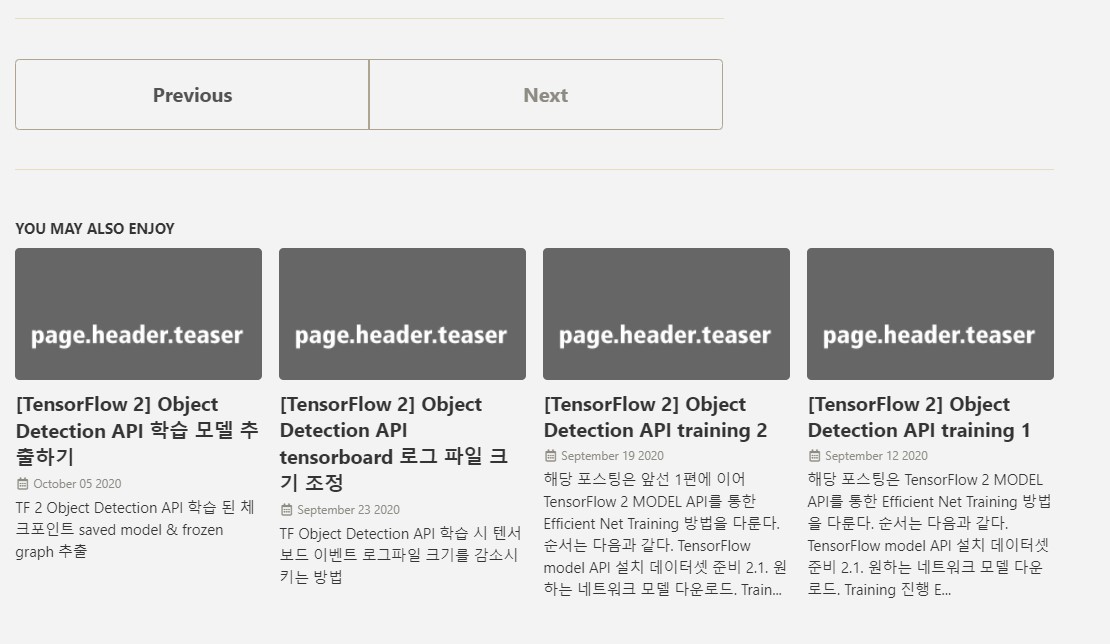 Previous
Next
YOU MAY ALSO ENJOY
page.header.teaser
[TensorFlow 2] Object
Detection API 학습 모델 추
출하기
October 05 2020
TF 2 Object Detection API 학습 된 체
크포인트 saved model & frozen
graph 추출
page.header.teaser
[TensorFlow 2] Object
Detection API
tensorboard 로그 파일 크
기 조정
September 23 2020
TF Object Detection API 학습 시 텐서
보드 이벤트 로그파일 크기를 감소시
키는 방법
page.header.teaser
[TensorFlow 2] Object
Detection API training 2
September 19 2020
해당 포스팅은 앞선 1편에 이어
TensorFlow 2 MODEL API를 통한
Efficient Net Training 방법을 다룬다.
순서는 다음과 같다. TensorFlow
model API 설치 데이터셋 준비 2.1. 원
하는 네트워크 모델 다운로드. Train...
page.header.teaser
[TensorFlow 2] Object
Detection API training 1
September 12 2020
해당 포스팅은 TensorFlow 2 MODEL
API를 통한 Efficient Net Training 방법
을 다룬다. 순서는 다음과 같다.
TensorFlow model API 설치 데이터셋
준비 2.1. 원하는 네트워크 모델 다운
로드. Training 진행 E...